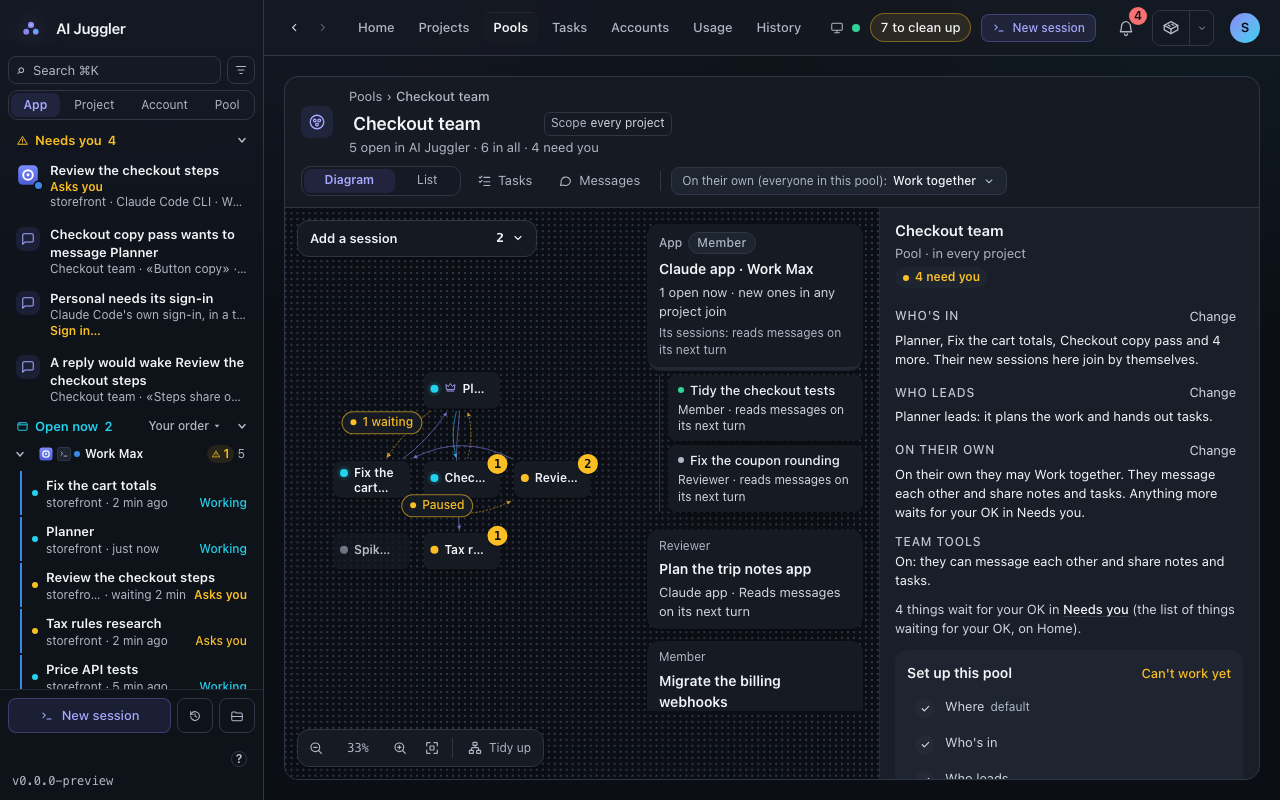 AI Juggler
Search ⌘K
App Project Account Pool
Needs you 4
Review the checkout steps
Asks you
storefront · Claude Code CLI · W…
Checkout copy pass wants to
message Planner
Checkout team · «Button copy» ·…
Personal needs its sign-in
Claude Code's own sign-in, in a t…
Sign in…
A reply would wake Review the
checkout steps
Checkout team · «Steps share o…
Open now 2 Your order
Work Max 1 5
Fix the cart totals
storefront · 2 min ago Working
Planner
storefront · just now Working
Review the checkout steps
storefro… · waiting 2 min Asks you
Tax rules research
storefront · 2 min ago Asks you
Price API tests
storefront · 5 min ago Working
New session
?
v0.0.0-preview
Home Projects Pools Tasks Accounts Usage History
7 to clean up
New session
4
S
Pools › Checkout team
Checkout team
Scope every project
5 open in AI Juggler · 6 in all · 4 need you
Diagram List Tasks Messages
On their own (everyone in this pool): Work together
Add a session 2
Pl…
1 waiting
Fix the
cart…
Chec…
1
Revie…
2
Paused
Spik…
Tax r…
1
33%
Tidy up
App Member
Claude app · Work Max
1 open now · new ones in any
project join
Its sessions: reads messages on
its next turn
Tidy the checkout tests
Member · reads messages on
its next turn
Fix the coupon rounding
Reviewer · reads messages on
its next turn
Reviewer
Plan the trip notes app
Claude app · Reads messages
on its next turn
Member
Migrate the billing
webhooks
Checkout team
Pool · in every project
4 need you
WHO'S IN Change
Planner, Fix the cart totals, Checkout copy pass and 4
more. Their new sessions here join by themselves.
WHO LEADS Change
Planner leads: it plans the work and hands out tasks.
ON THEIR OWN Change
On their own they may Work together. They message
each other and share notes and tasks. Anything more
waits for your OK in Needs you.
TEAM TOOLS
On: they can message each other and share notes and
tasks.
4 things wait for your OK in Needs you (the list of things
waiting for your OK, on Home).
Set up this pool Can't work yet
Where default
Who's in
Who leads